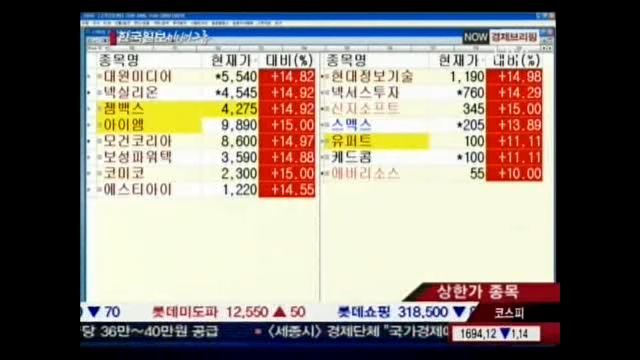 한국일보
NOW 경제브리핑
종목명 현재가 대비(%)
대원미디어 *5,540 +14.82
넥실리온 *4,545 +14.92
젬백스 4,275 +14.92
아이엠 9,890 +15.00
모건코리아 8,600 +14.97
보성파워텍 3,590 +14.88
코미코 2,300 +15.00
에스티아이 1,220 +14.55
종목명 현재가 대비(%)
현대정보기술 1,190 +14.98
넥서스투자 *760 +14.29
신지소프트 345 +15.00
스맥스 *205 +13.89
유퍼트 100 +11.11
케드콤 *100 +11.11
에버리소스 55 +10.00
상한가 종목
▼70 롯데미도파 12,550 ▲50 롯데쇼핑 318,500
코스피
1694.12 ▼1.14
당 36만~40만원 공급 <세종시> 경제단체 "국가경제